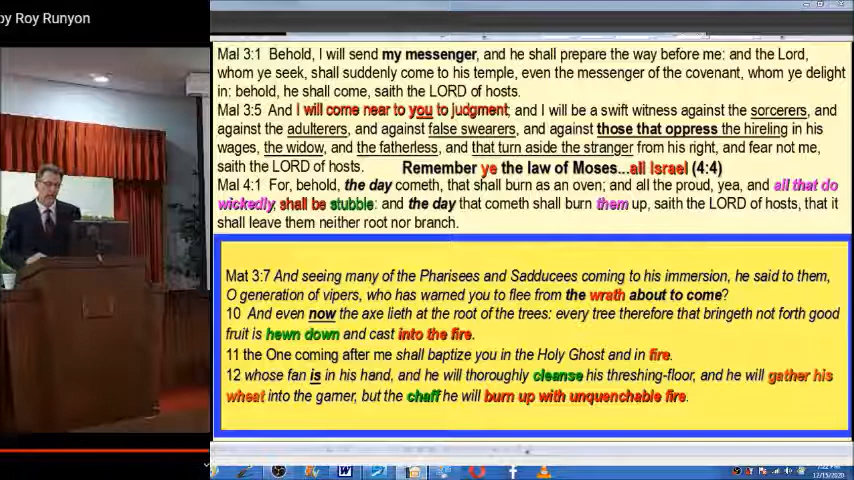 by Roy Runyon
Mal 3:1 Behold, I will send my messenger, and he shall prepare the way before me: and the Lord,
whom ye seek, shall suddenly come to his temple, even the messenger of the covenant, whom ye delight
in: behold, he shall come, saith the LORD of hosts.
Mal 3:5 And I will come near to you to judgment; and I will be a swift witness against the sorcerers, and
against the adulterers, and against false swearers, and against those that oppress the hireling in his
wages, the widow, and the fatherless, and that turn aside the stranger from his right, and fear not me,
saith the LORD of hosts. Remember ye the law of Moses...all Israel (4:4)
Mal 4:1 For, behold, the day cometh, that shall burn as an oven; and all the proud, yea, and all that do
wickedly, shall be stubble: and the day that cometh shall burn them up, saith the LORD of hosts, that it
shall leave them neither root nor branch.
Mat 3:7 And seeing many of the Pharisees and Sadducees coming to his immersion, he said to them,
O generation of vipers, who has warned you to flee from the wrath about to come?
10 And even now the axe lieth at the root of the trees: every tree therefore that bringeth not forth good
fruit is hewn down and cast into the fire.
11 the One coming after me shall baptize you in the Holy Ghost and in fire.
12 whose fan is in his hand, and he will thoroughly cleanse his threshing-floor, and he will gather his
wheat into the garner, but the chaff he will burn up with unquenchable fire.
12/13/2020